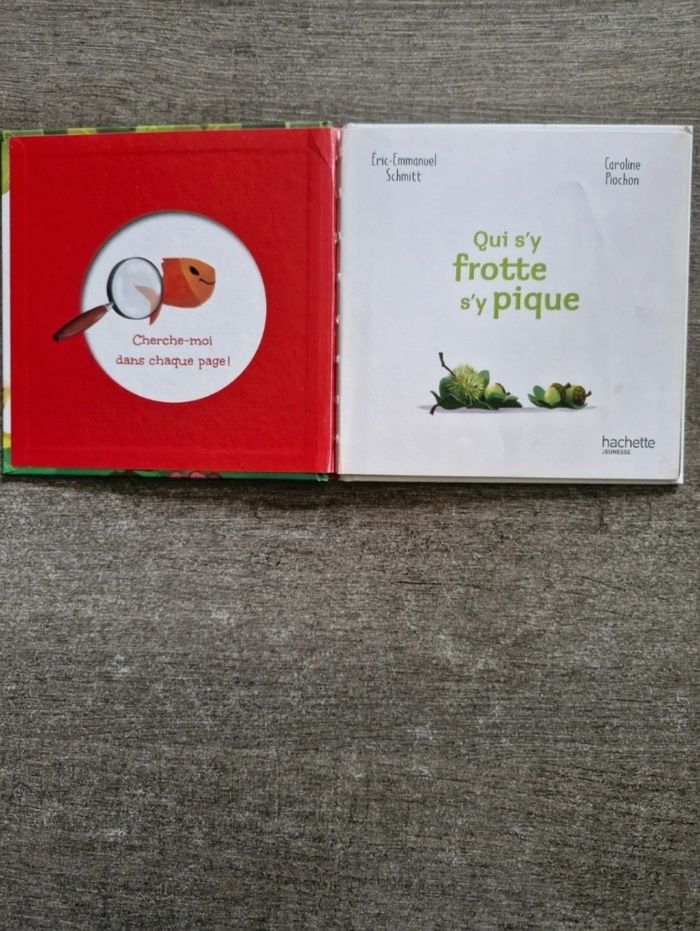 Cherche-moi
dans chaque page !
Éric-Emmanuel
Schmitt
Caroline
Piochon
Qui s'y
frotte
s'y pique
hachette
JEUNESSE